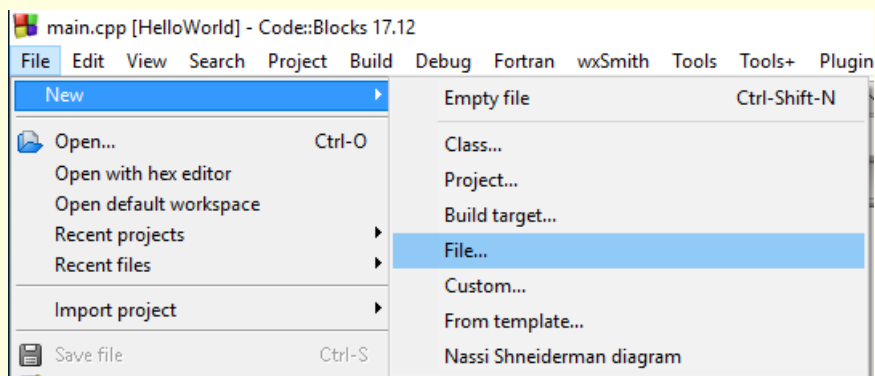 main.cpp [HelloWorld] - Code::Blocks 17.12
File Edit View Search Project Build Debug Fortran wxSmith Tools Tools+ Plugin
New
Open... Ctrl-O
Open with hex editor
Open default workspace
Recent projects
Recent files
Import project
Save file Ctrl-S
Empty file Ctrl-Shift-N
Class...
Project...
Build target...
File...
Custom...
From template...
Nassi Shneiderman diagram